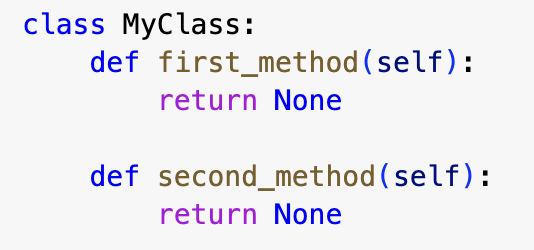 class MyClass:
    def first_method(self):
        return None

    def second_method(self):
        return None